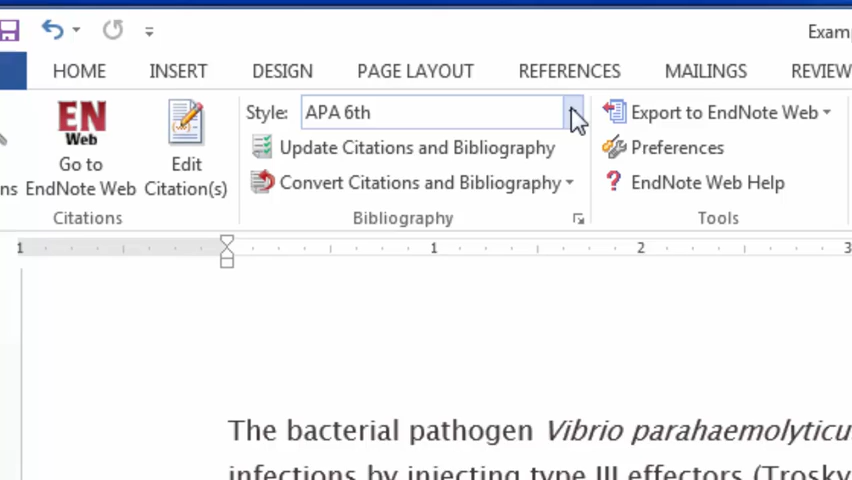 Exam
HOME INSERT DESIGN PAGE LAYOUT REFERENCES MAILINGS REVIEW
EN
Web
Go to
EndNote Web
Edit
Citation(s)
Citations
Style: APA 6th
Update Citations and Bibliography
Convert Citations and Bibliography
Bibliography
Export to EndNote Web
Preferences
? EndNote Web Help
Tools
1 1 2 3
The bacterial pathogen Vibrio parahaemolyticu
infections by injecting type III effectors (Trosky